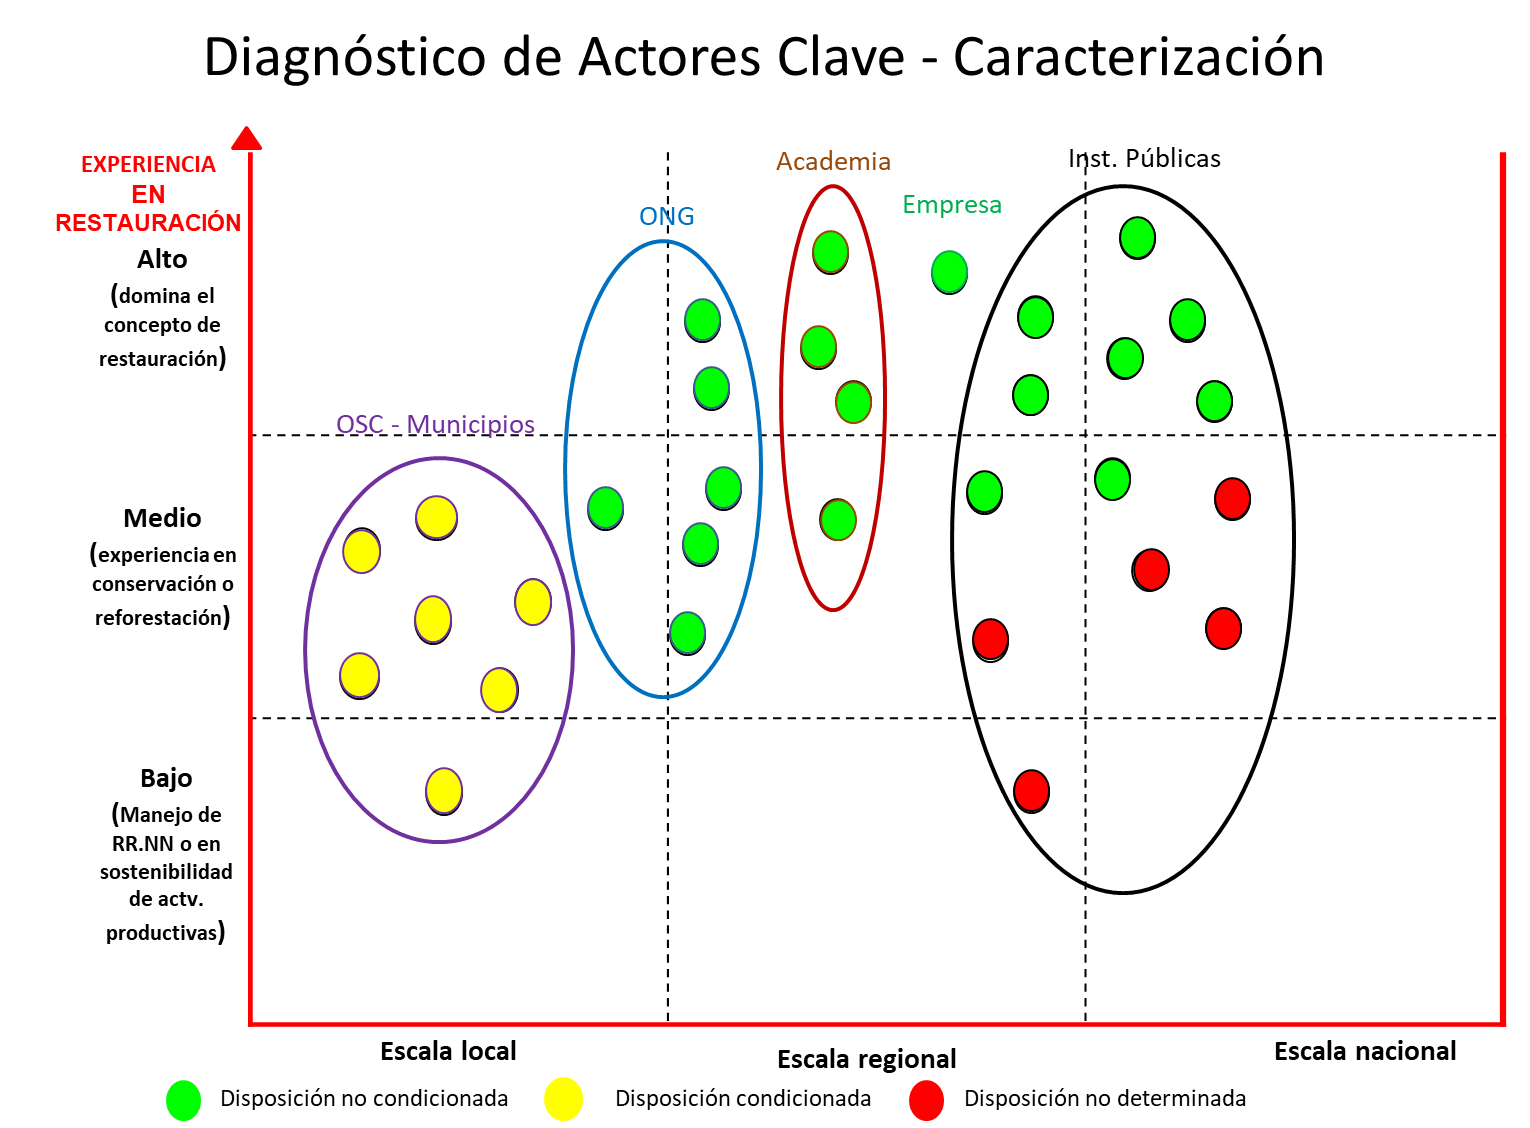 Diagnóstico de Actores Clave - Caracterización
EXPERIENCIA
EN
RESTAURACIÓN
Alto
(domina el
concepto de
restauración)
Medio
(experiencia en
conservación o
reforestación)
Bajo
(Manejo de
RR.NN o en
sostenibilidad
de actv.
productivas)
OSC - Municipios
ONG
Academia
Empresa
Inst. Públicas
Escala local
Escala regional
Escala nacional
Disposición no condicionada
Disposición condicionada
Disposición no determinada